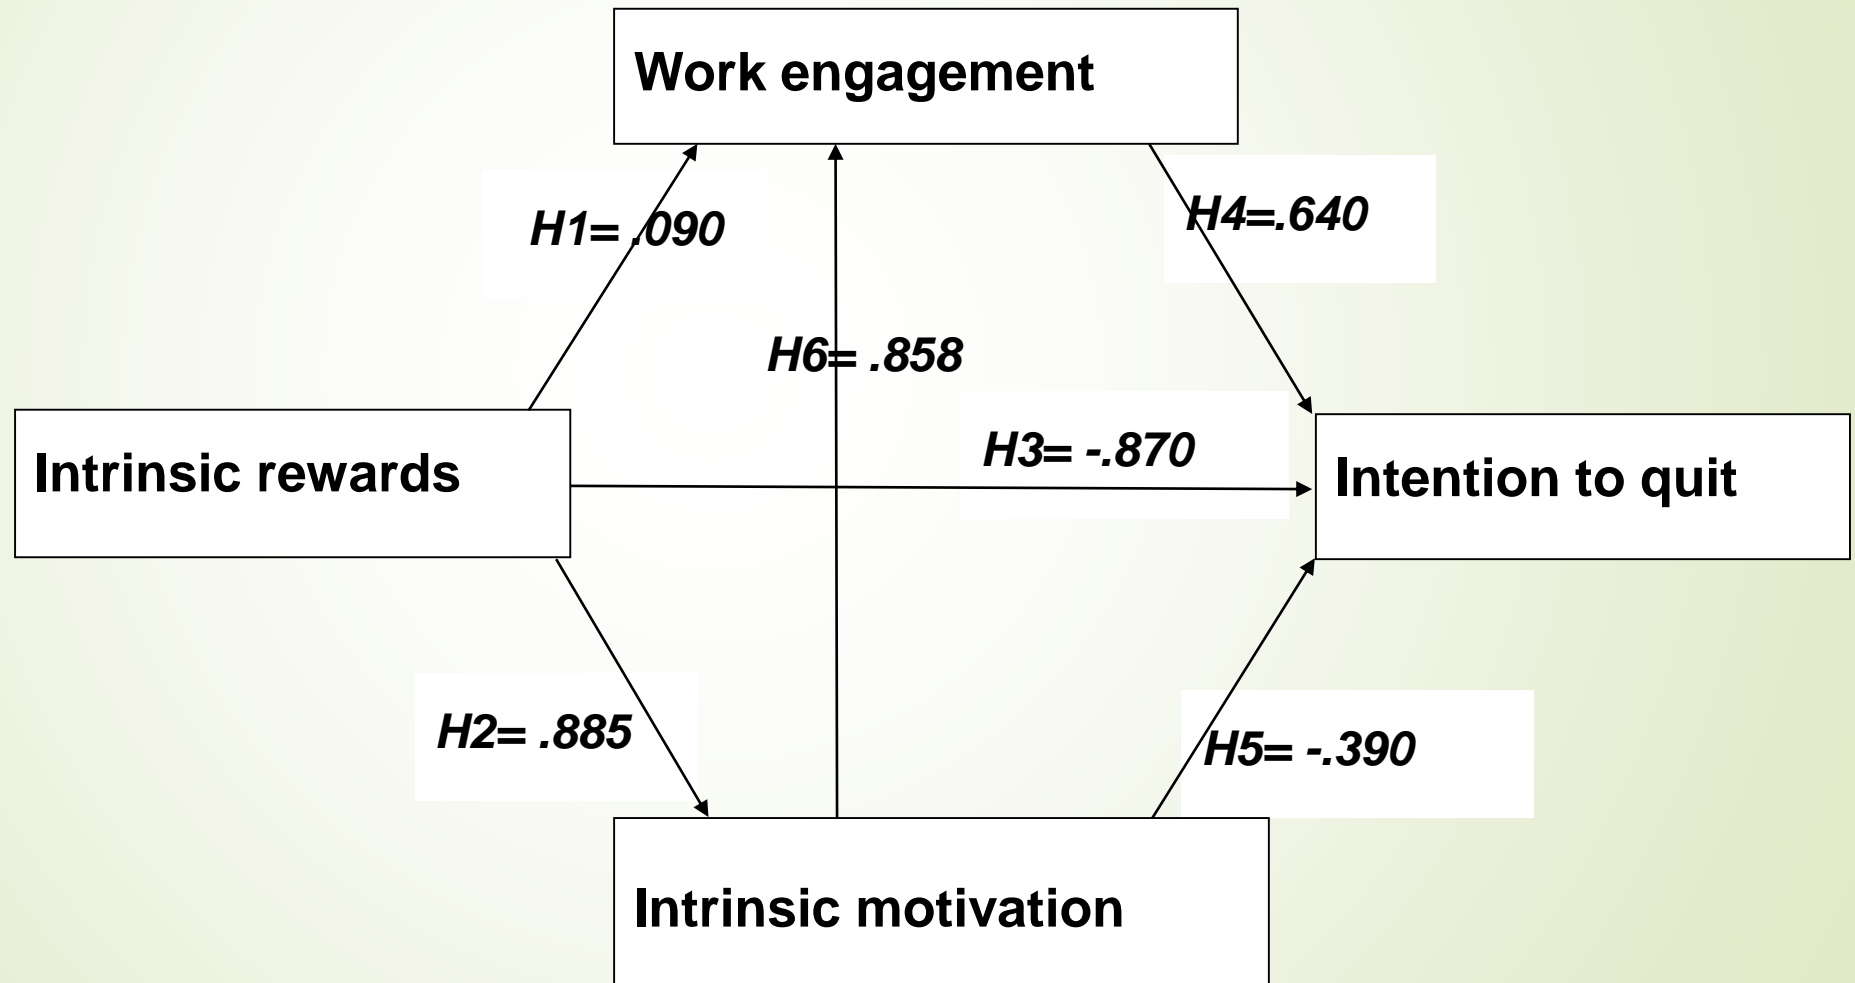 Work engagement
H1= .090
H4=.640
H6= .858
H3= -.870
Intrinsic rewards
Intention to quit
H2= .885
H5= -.390
Intrinsic motivation